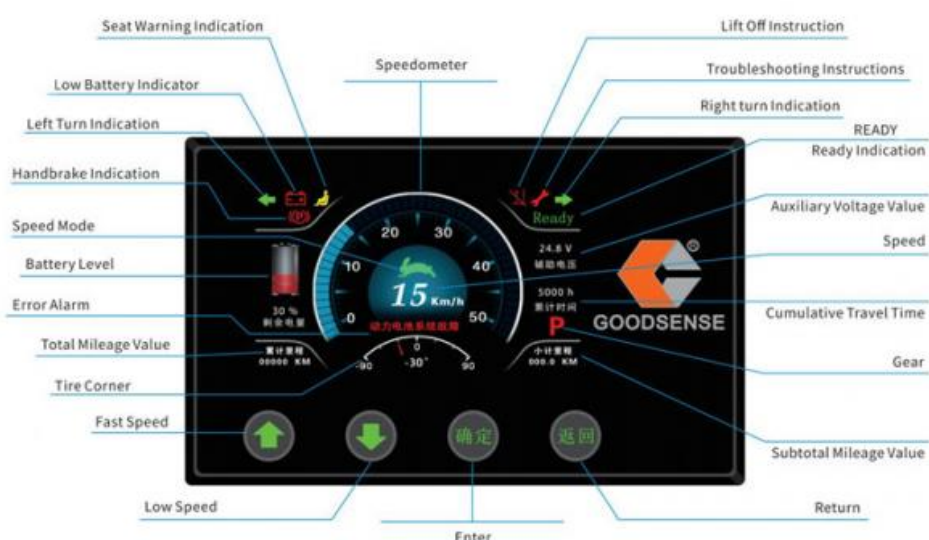 Seat Warning Indication
Lift Off Instruction
Speedometer
Troubleshooting Instructions
Low Battery Indicator
Right turn Indication
Left Turn Indication
READY
Ready Indication
Handbrake Indication
Ready
Auxiliary Voltage Value
Speed Mode
20
30
24.8 V
辅助电压
Speed
®
Battery Level
10
40
15 Km/h
5000 h
累计时间
Error Alarm
30 %
剩余电量
0
50
动力电池系统故障
P
GOODSENSE
Cumulative Travel Time
Total Mileage Value
累计里程
00000 KM
0
-90
-30°
90
小计里程
000.0 KM
Gear
Tire Corner
Fast Speed
确定
返回
Subtotal Mileage Value
Low Speed
Enter
Return